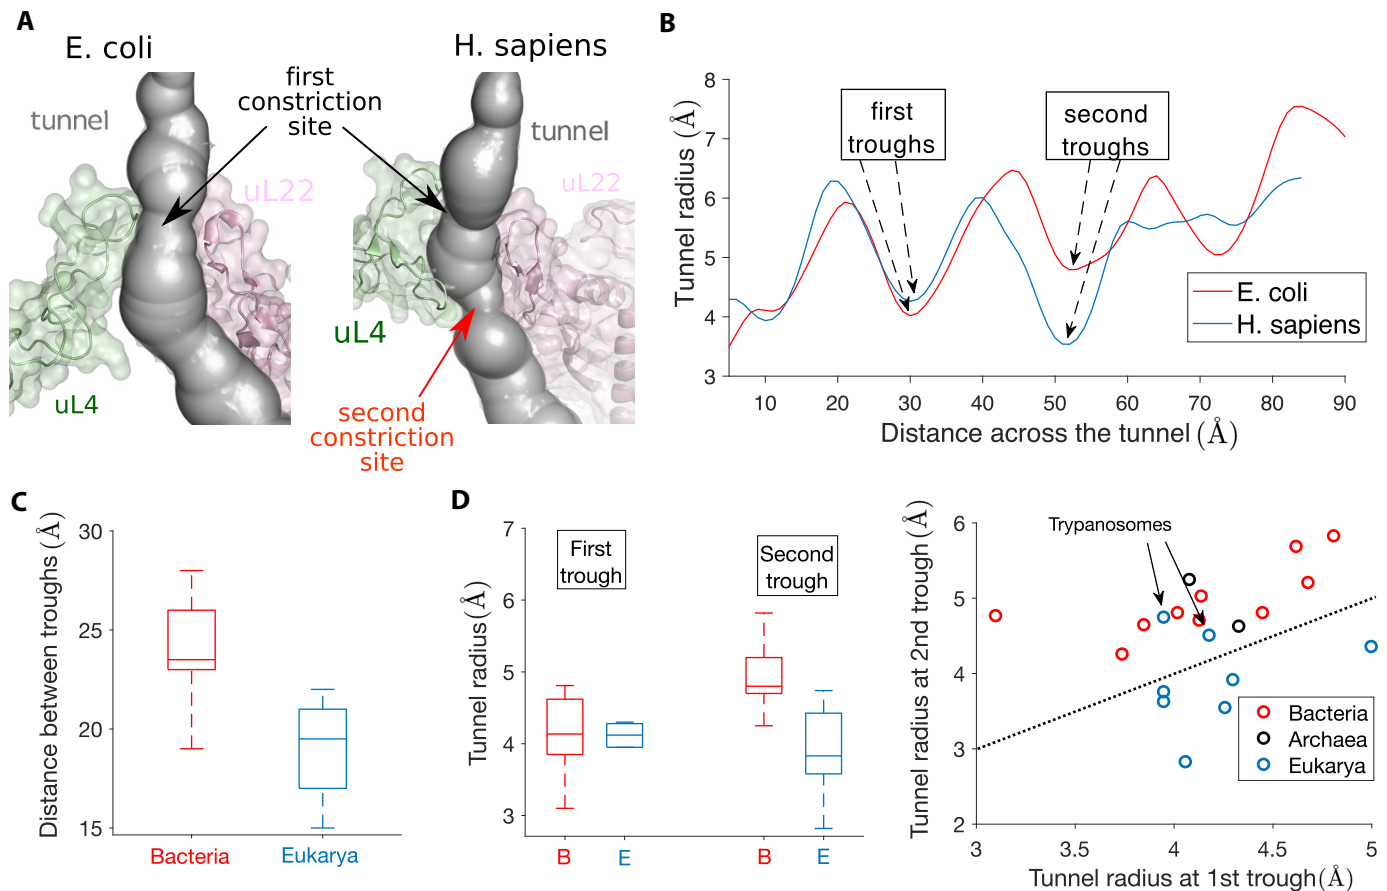 A
E. coli
H. sapiens
first
constriction
site
tunnel
tunnel
uL22
uL22
uL4
uL4
second
constriction
site
B
8
7
6
5
4
3
Tunnel radius (Å)
first
troughs
second
troughs
E. coli
H. sapiens
10 20 30 40 50 60 70 80 90
Distance across the tunnel (Å)
C
30
25
20
15
Distance between troughs (Å)
Bacteria
Eukarya
D
7
6
5
4
3
Tunnel radius (Å)
First
trough
Second
trough
B E B E
6
5
4
3
2
Tunnel radius at 2nd trough (Å)
Trypanosomes
Bacteria
Archaea
Eukarya
3 3.5 4 4.5 5
Tunnel radius at 1st trough(Å)